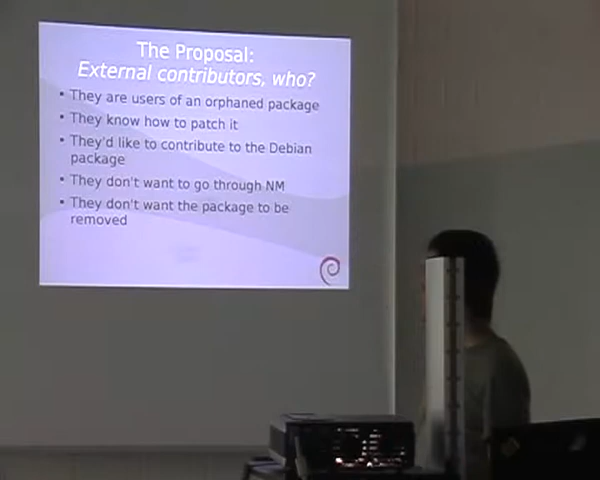 The Proposal:
External contributors, who?
• They are users of an orphaned package
• They know how to patch it
• They'd like to contribute to the Debian
package
• They don't want to go through NM
• They don't want the package to be
removed